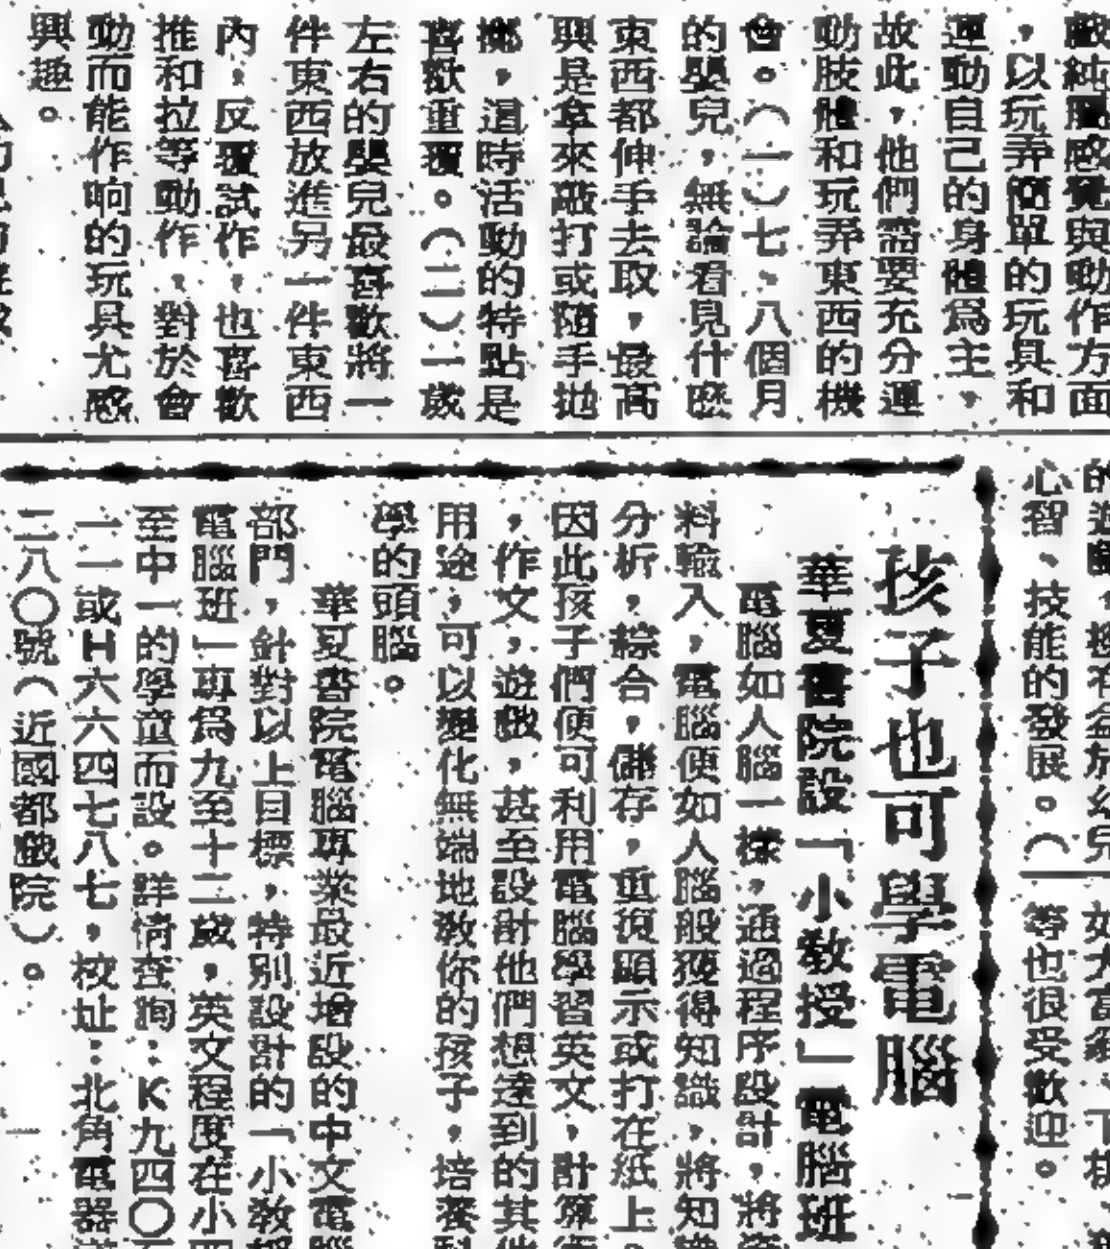 戲純屬感覺與動作方面
，以玩弄簡單的玩具和
運動自己的身體爲主，
故此，他們需要充分運
動肢體和玩弄東西的機
會。（一）七、八個月
的嬰兒，無論看見什麽
東西都伸手去取，最高
興是拿來敲打或隨手拋
擲，這時活動的特點是
喜歡重覆。（二）一歲
左右的嬰兒最喜歡將一
件東西放進另一件東西
內，反覆試作，也喜歡
推和拉等動作，對於會
動而能作响的玩具尤感
興趣。
心智、技能的發展。（
等也很受歡迎。
孩子也可學電腦
華夏書院設「小教授」電腦班
電腦如人腦一樣，通過程序設計，將資
料輸入，電腦便如人腦般獲得知識，將知識
分析，綜合，儲存，重複顯示或打在紙上。
因此孩子們便可利用電腦學習英文，計算
，作文，遊戲，甚至設計他們想達到的其他
用途，可以變化無端地教你的孩子，培養科
學的頭腦。
華夏書院電腦專業最近增設的中文電腦
部門，針對以上目標，特別設計的「小教授
電腦班」專爲九至十二歲，英文程度在小四
至中一的學童而設。詳情查詢：K九四〇
一一或H六六四七八七，校址：北角電器道
二八〇號（近國都戲院）。